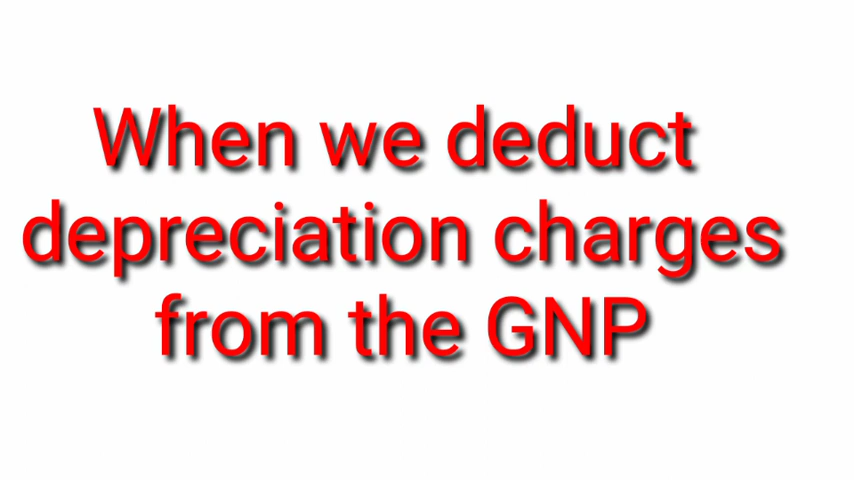 When we deduct
depreciation charges
from the GNP